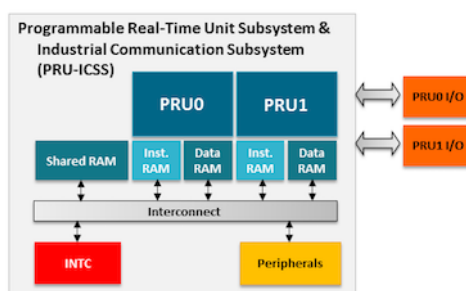 Programmable Real-Time Unit Subsystem &
Industrial Communication Subsystem
(PRU-ICSS)
PRU0
PRU1
PRU0 I/O
PRU1 I/O
Shared RAM
Inst.
RAM
Data
RAM
Inst.
RAM
Data
RAM
Interconnect
INTC
Peripherals